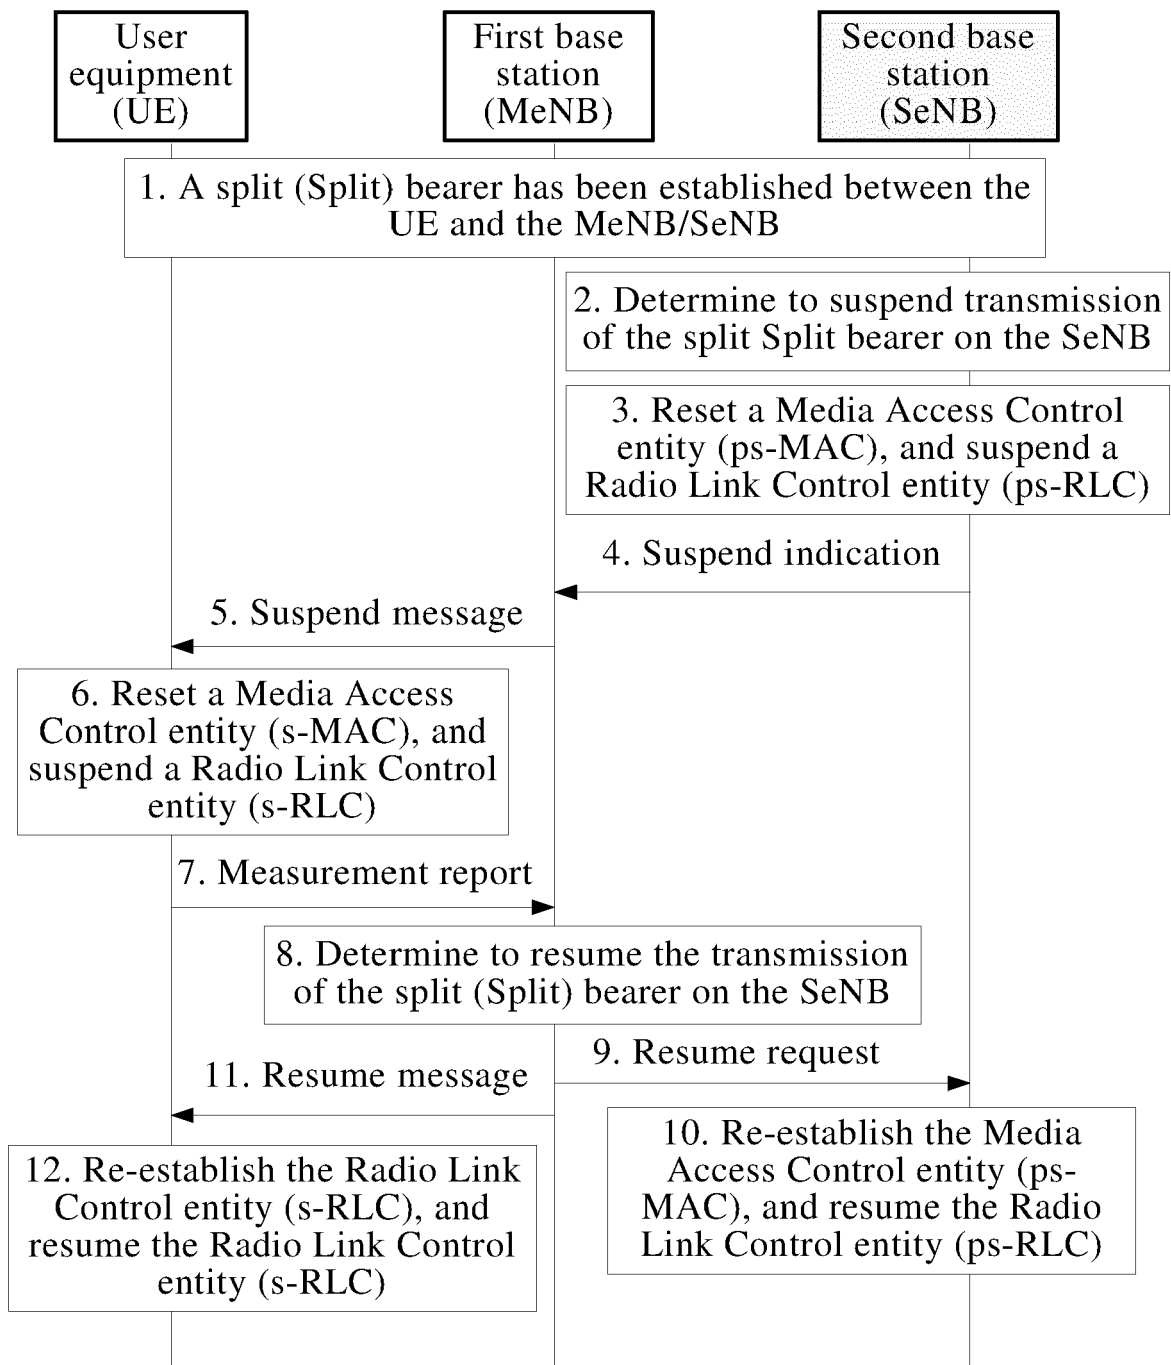 User
equipment
(UE)
First base
station
(MeNB)
Second base
station
(SeNB)
1. A split (Split) bearer has been established between the
UE and the MeNB/SeNB
2. Determine to suspend transmission
of the split Split bearer on the SeNB
3. Reset a Media Access Control
entity (ps-MAC), and suspend a
Radio Link Control entity (ps-RLC)
4. Suspend indication
5. Suspend message
6. Reset a Media Access
Control entity (s-MAC), and
suspend a Radio Link Control
entity (s-RLC)
7. Measurement report
8. Determine to resume the transmission
of the split (Split) bearer on the SeNB
9. Resume request
11. Resume message
10. Re-establish the Media
Access Control entity (ps-
MAC), and resume the Radio
Link Control entity (ps-RLC)
12. Re-establish the Radio Link
Control entity (s-RLC), and
resume the Radio Link Control
entity (s-RLC)